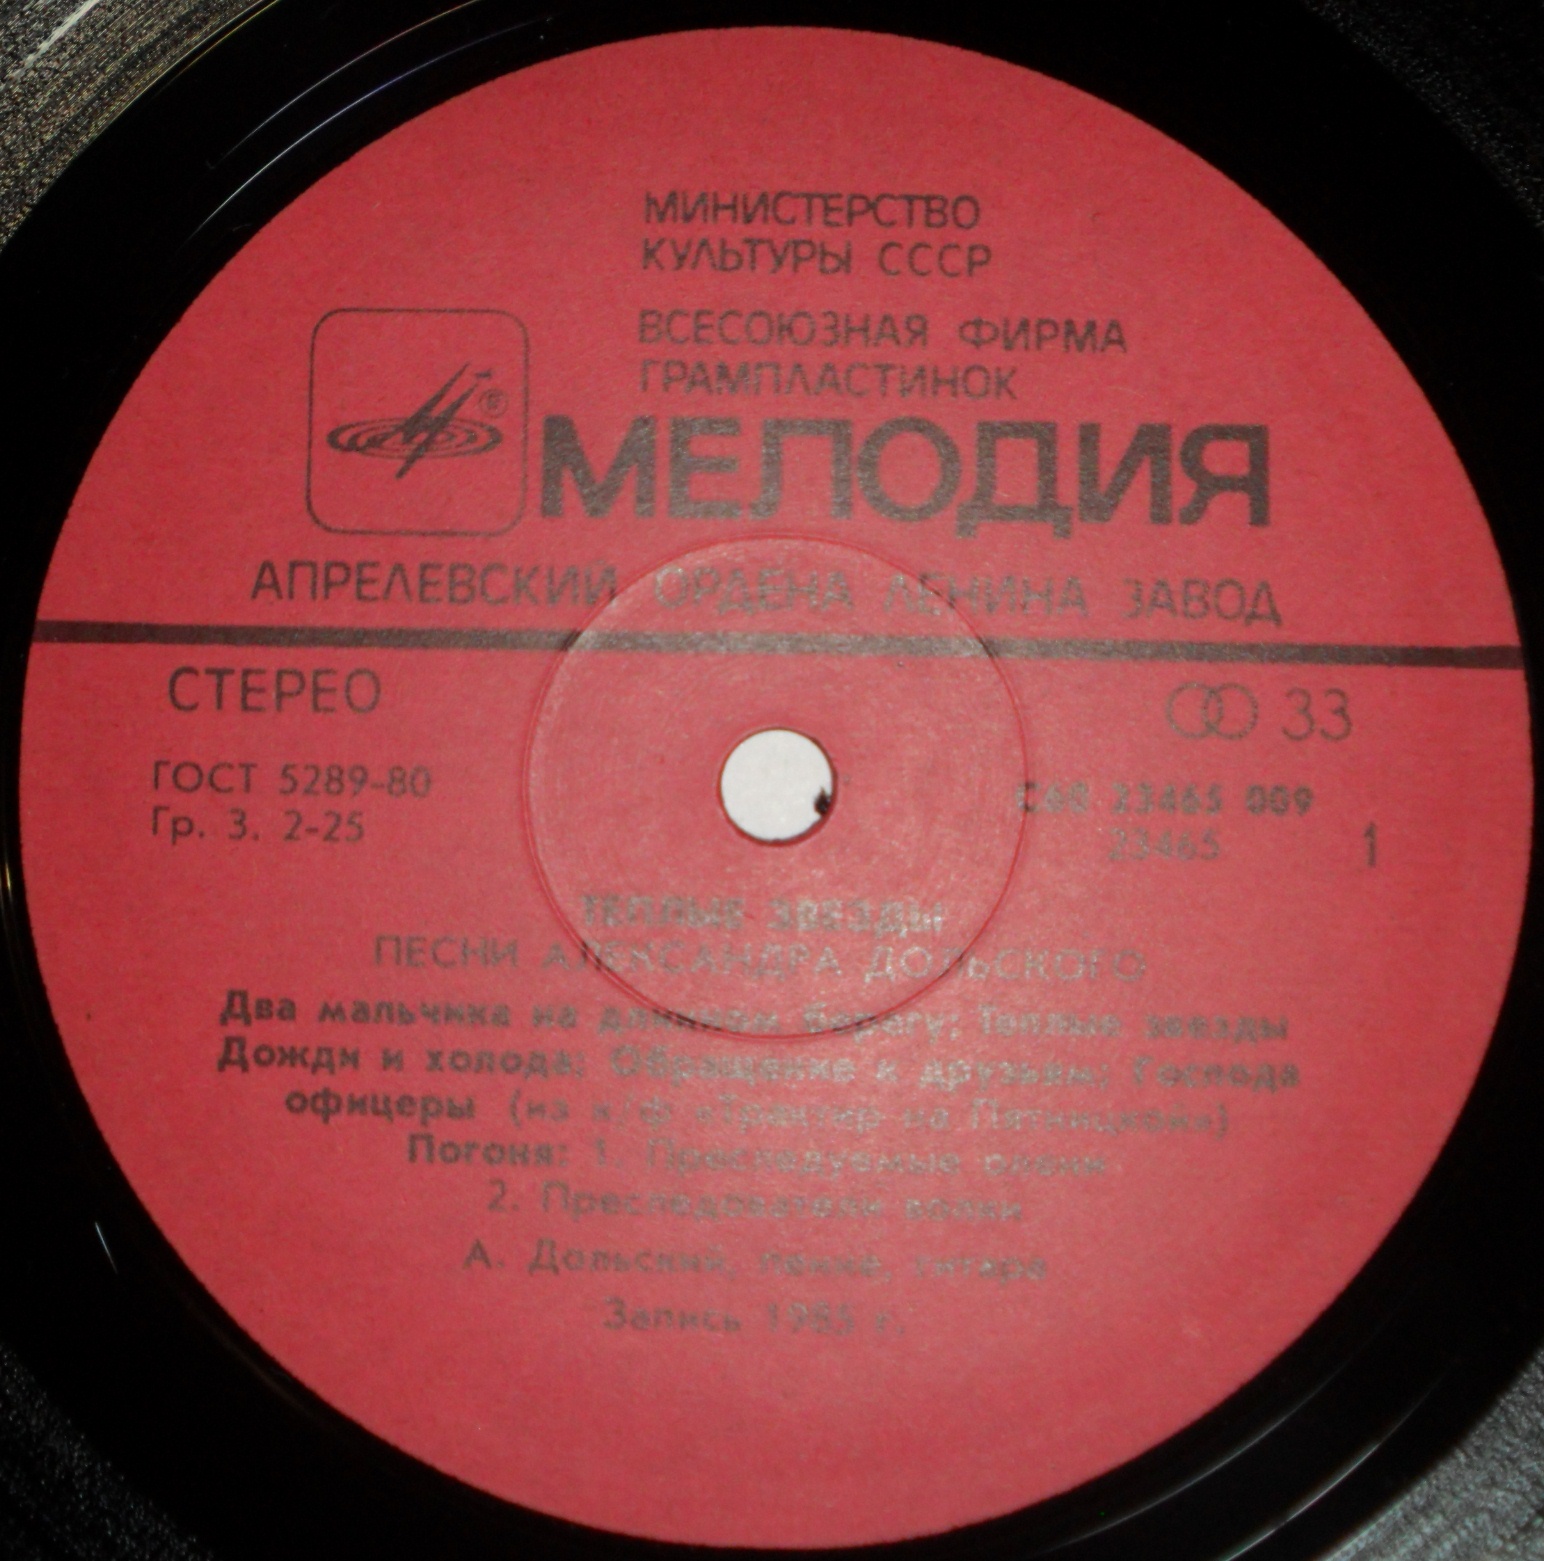 МИНИСТЕРСТВО
КУЛЬТУРЫ СССР
ВСЕСОЮЗНАЯ ФИРМА
ГРАМПЛАСТИНОК
МЕЛОДИЯ
АПРЕЛЕВСКИЙ ОРДЕНА ЛЕНИНА ЗАВОД
СТЕРЕО
33
ГОСТ 5289-80
Гр. 3. 2-25
С60 23465 009
23465
1
ТЕПЛЫЕ ЗВЕЗДЫ
ПЕСНИ АЛЕКСАНДРА ДОЛЬСКОГО
Два мальчика на длинном берегу; Теплые звезды
Дожди и холода; Обращение к друзьям; Господа
офицеры (из к/ф «Трактир на Пятницкой»)
Погоня: 1. Преследуемые олени
2. Преследователи волки
А. Дольский, пение, гитара
Запись 1985 г.